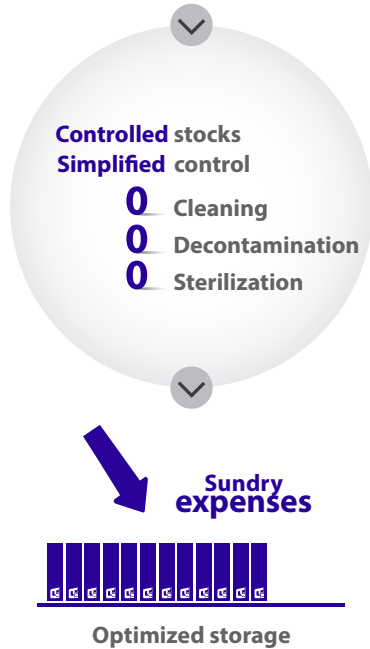 Controlled stocks
Simplified control
0 Cleaning
0 Decontamination
0 Sterilization
Sundry
expenses
Optimized storage